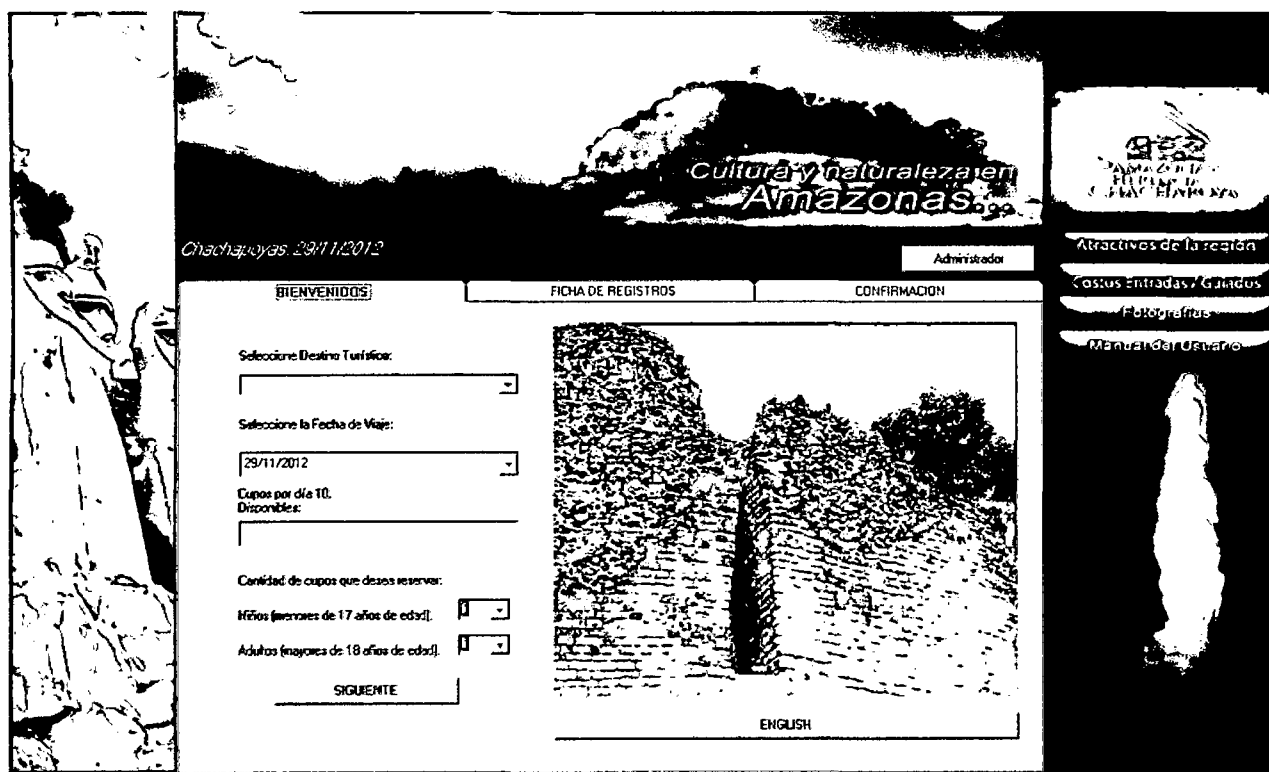 Cultura y naturaleza en
Amazonas...
Chachapoyas, 29/11/2012
Administrador
Atractivos de la región
Costos Entradas / Guiados
Fotografías
Manual del Usuario
BIENVENIDOS
FICHA DE REGISTROS
CONFIRMACION
Seleccione Destino Turístico:
Seleccione la Fecha de Viaje:
29/11/2012
Cupos por día 10.
Disponibles:
Cantidad de cupos que desea reservar:
Niños (menores de 17 años de edad).
Adultos (mayores de 18 años de edad).
SIGUIENTE
ENGLISH